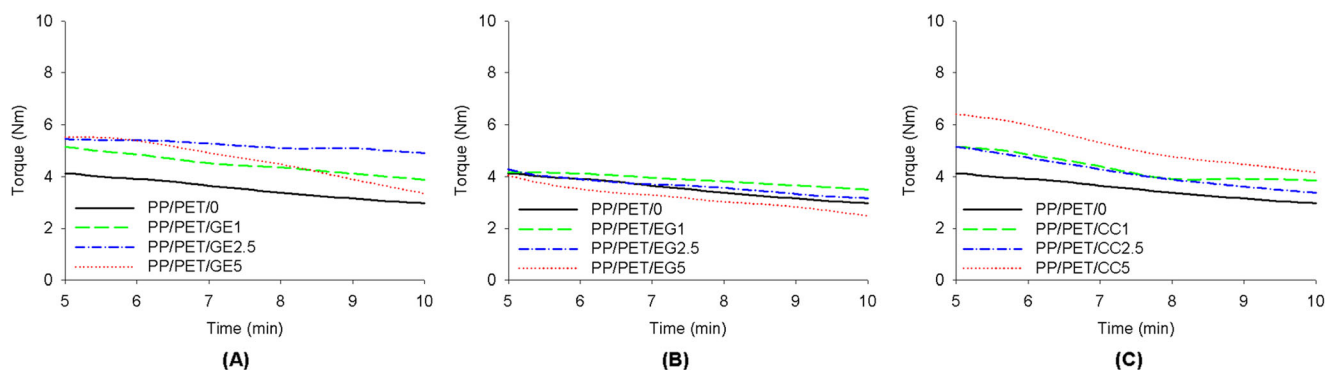 10
8
6
4
2
0
Torque (Nm)
PP/PET/0
PP/PET/GE1
PP/PET/GE2.5
PP/PET/GE5
5 6 7 8 9 10
Time (min)
(A)
10
8
6
4
2
0
Torque (Nm)
PP/PET/0
PP/PET/EG1
PP/PET/EG2.5
PP/PET/EG5
5 6 7 8 9 10
Time (min)
(B)
10
8
6
4
2
0
Torque (Nm)
PP/PET/0
PP/PET/CC1
PP/PET/CC2.5
PP/PET/CC5
5 6 7 8 9 10
Time (min)
(C)